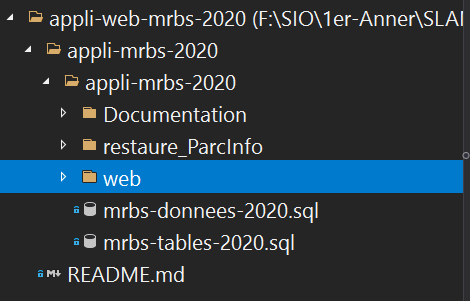 appli-web-mrbs-2020 (F:\SIO\1er-Anner\SLAI
appli-mrbs-2020
appli-mrbs-2020
Documentation
restaure_ParcInfo
web
mrbs-donnees-2020.sql
mrbs-tables-2020.sql
README.md